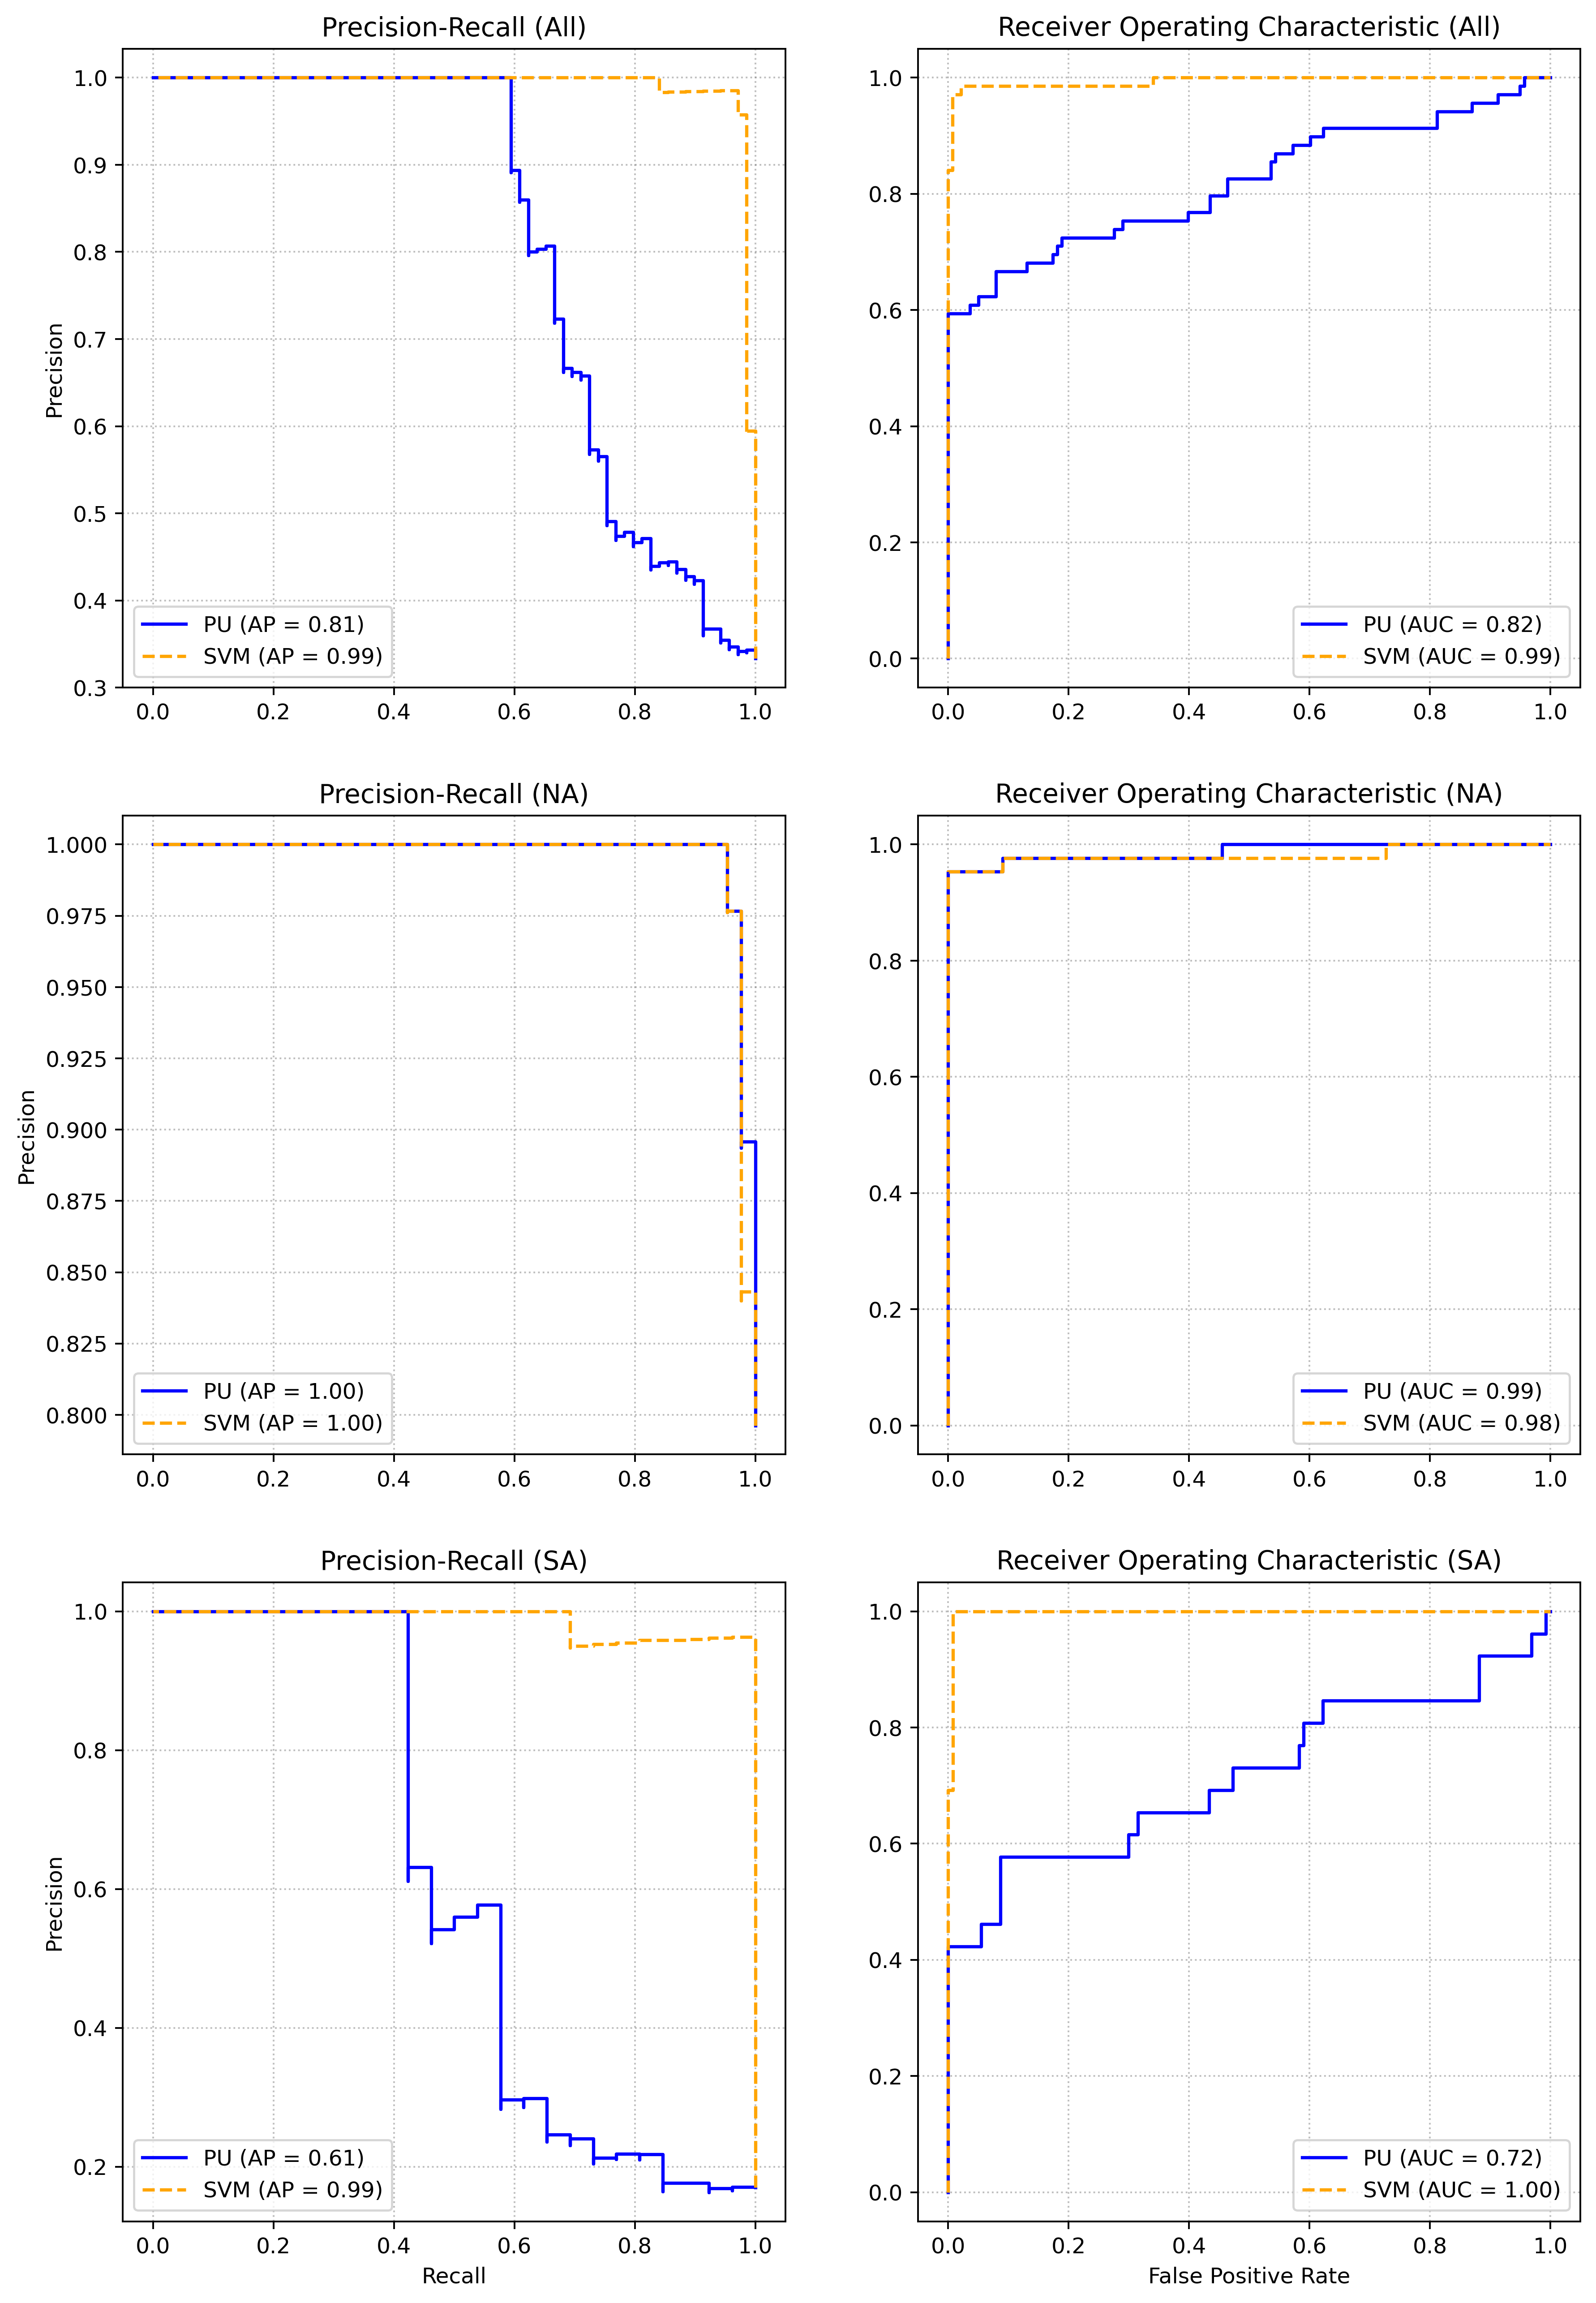 Precision-Recall (All)
Precision
1.0
0.9
0.8
0.7
0.6
0.5
0.4
0.3
PU (AP = 0.81)
SVM (AP = 0.99)
0.0 0.2 0.4 0.6 0.8 1.0
Receiver Operating Characteristic (All)
1.0
0.8
0.6
0.4
0.2
0.0
PU (AUC = 0.82)
SVM (AUC = 0.99)
0.0 0.2 0.4 0.6 0.8 1.0
Precision-Recall (NA)
Precision
1.000
0.975
0.950
0.925
0.900
0.875
0.850
0.825
0.800
PU (AP = 1.00)
SVM (AP = 1.00)
0.0 0.2 0.4 0.6 0.8 1.0
Receiver Operating Characteristic (NA)
1.0
0.8
0.6
0.4
0.2
0.0
PU (AUC = 0.99)
SVM (AUC = 0.98)
0.0 0.2 0.4 0.6 0.8 1.0
Precision-Recall (SA)
Precision
1.0
0.8
0.6
0.4
0.2
PU (AP = 0.61)
SVM (AP = 0.99)
0.0 0.2 0.4 0.6 0.8 1.0
Recall
Receiver Operating Characteristic (SA)
1.0
0.8
0.6
0.4
0.2
0.0
PU (AUC = 0.72)
SVM (AUC = 1.00)
0.0 0.2 0.4 0.6 0.8 1.0
False Positive Rate